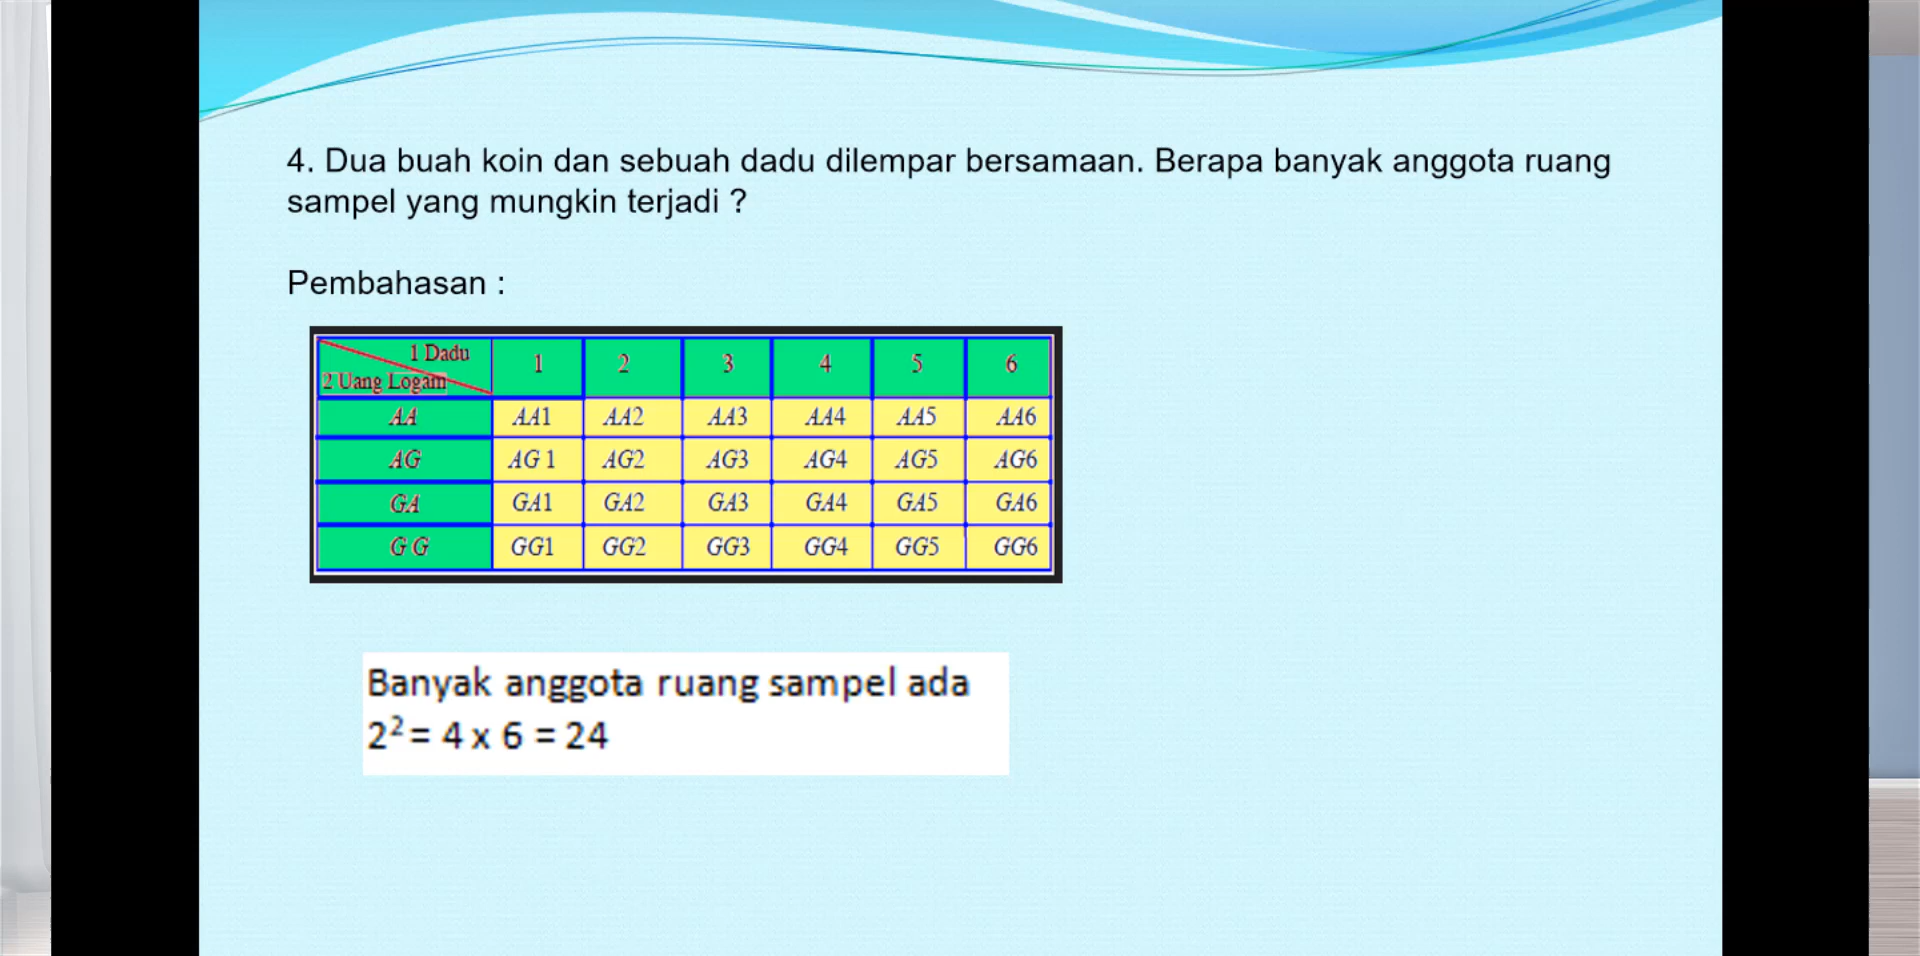 4. Dua buah koin dan sebuah dadu dilempar bersamaan. Berapa banyak anggota ruang
sampel yang mungkin terjadi ?
Pembahasan :
1 Dadu
2 Uang Logam
1 2 3 4 5 6
AA AA1 AA2 AA3 AA4 AA5 AA6
AG AG 1 AG2 AG3 AG4 AG5 AG6
GA GA1 GA2 GA3 GA4 GA5 GA6
G G GG1 GG2 GG3 GG4 GG5 GG6
Banyak anggota ruang sampel ada
2² = 4 x 6 = 24